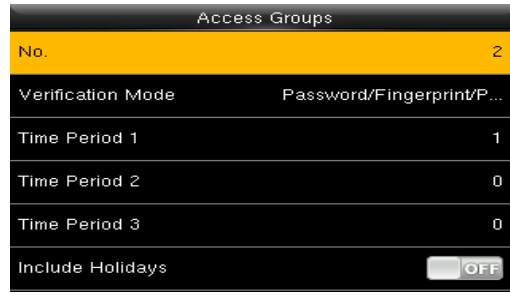 Access Groups
No. 2
Verification Mode Password/Fingerprint/P...
Time Period 1 1
Time Period 2 0
Time Period 3 0
Include Holidays OFF